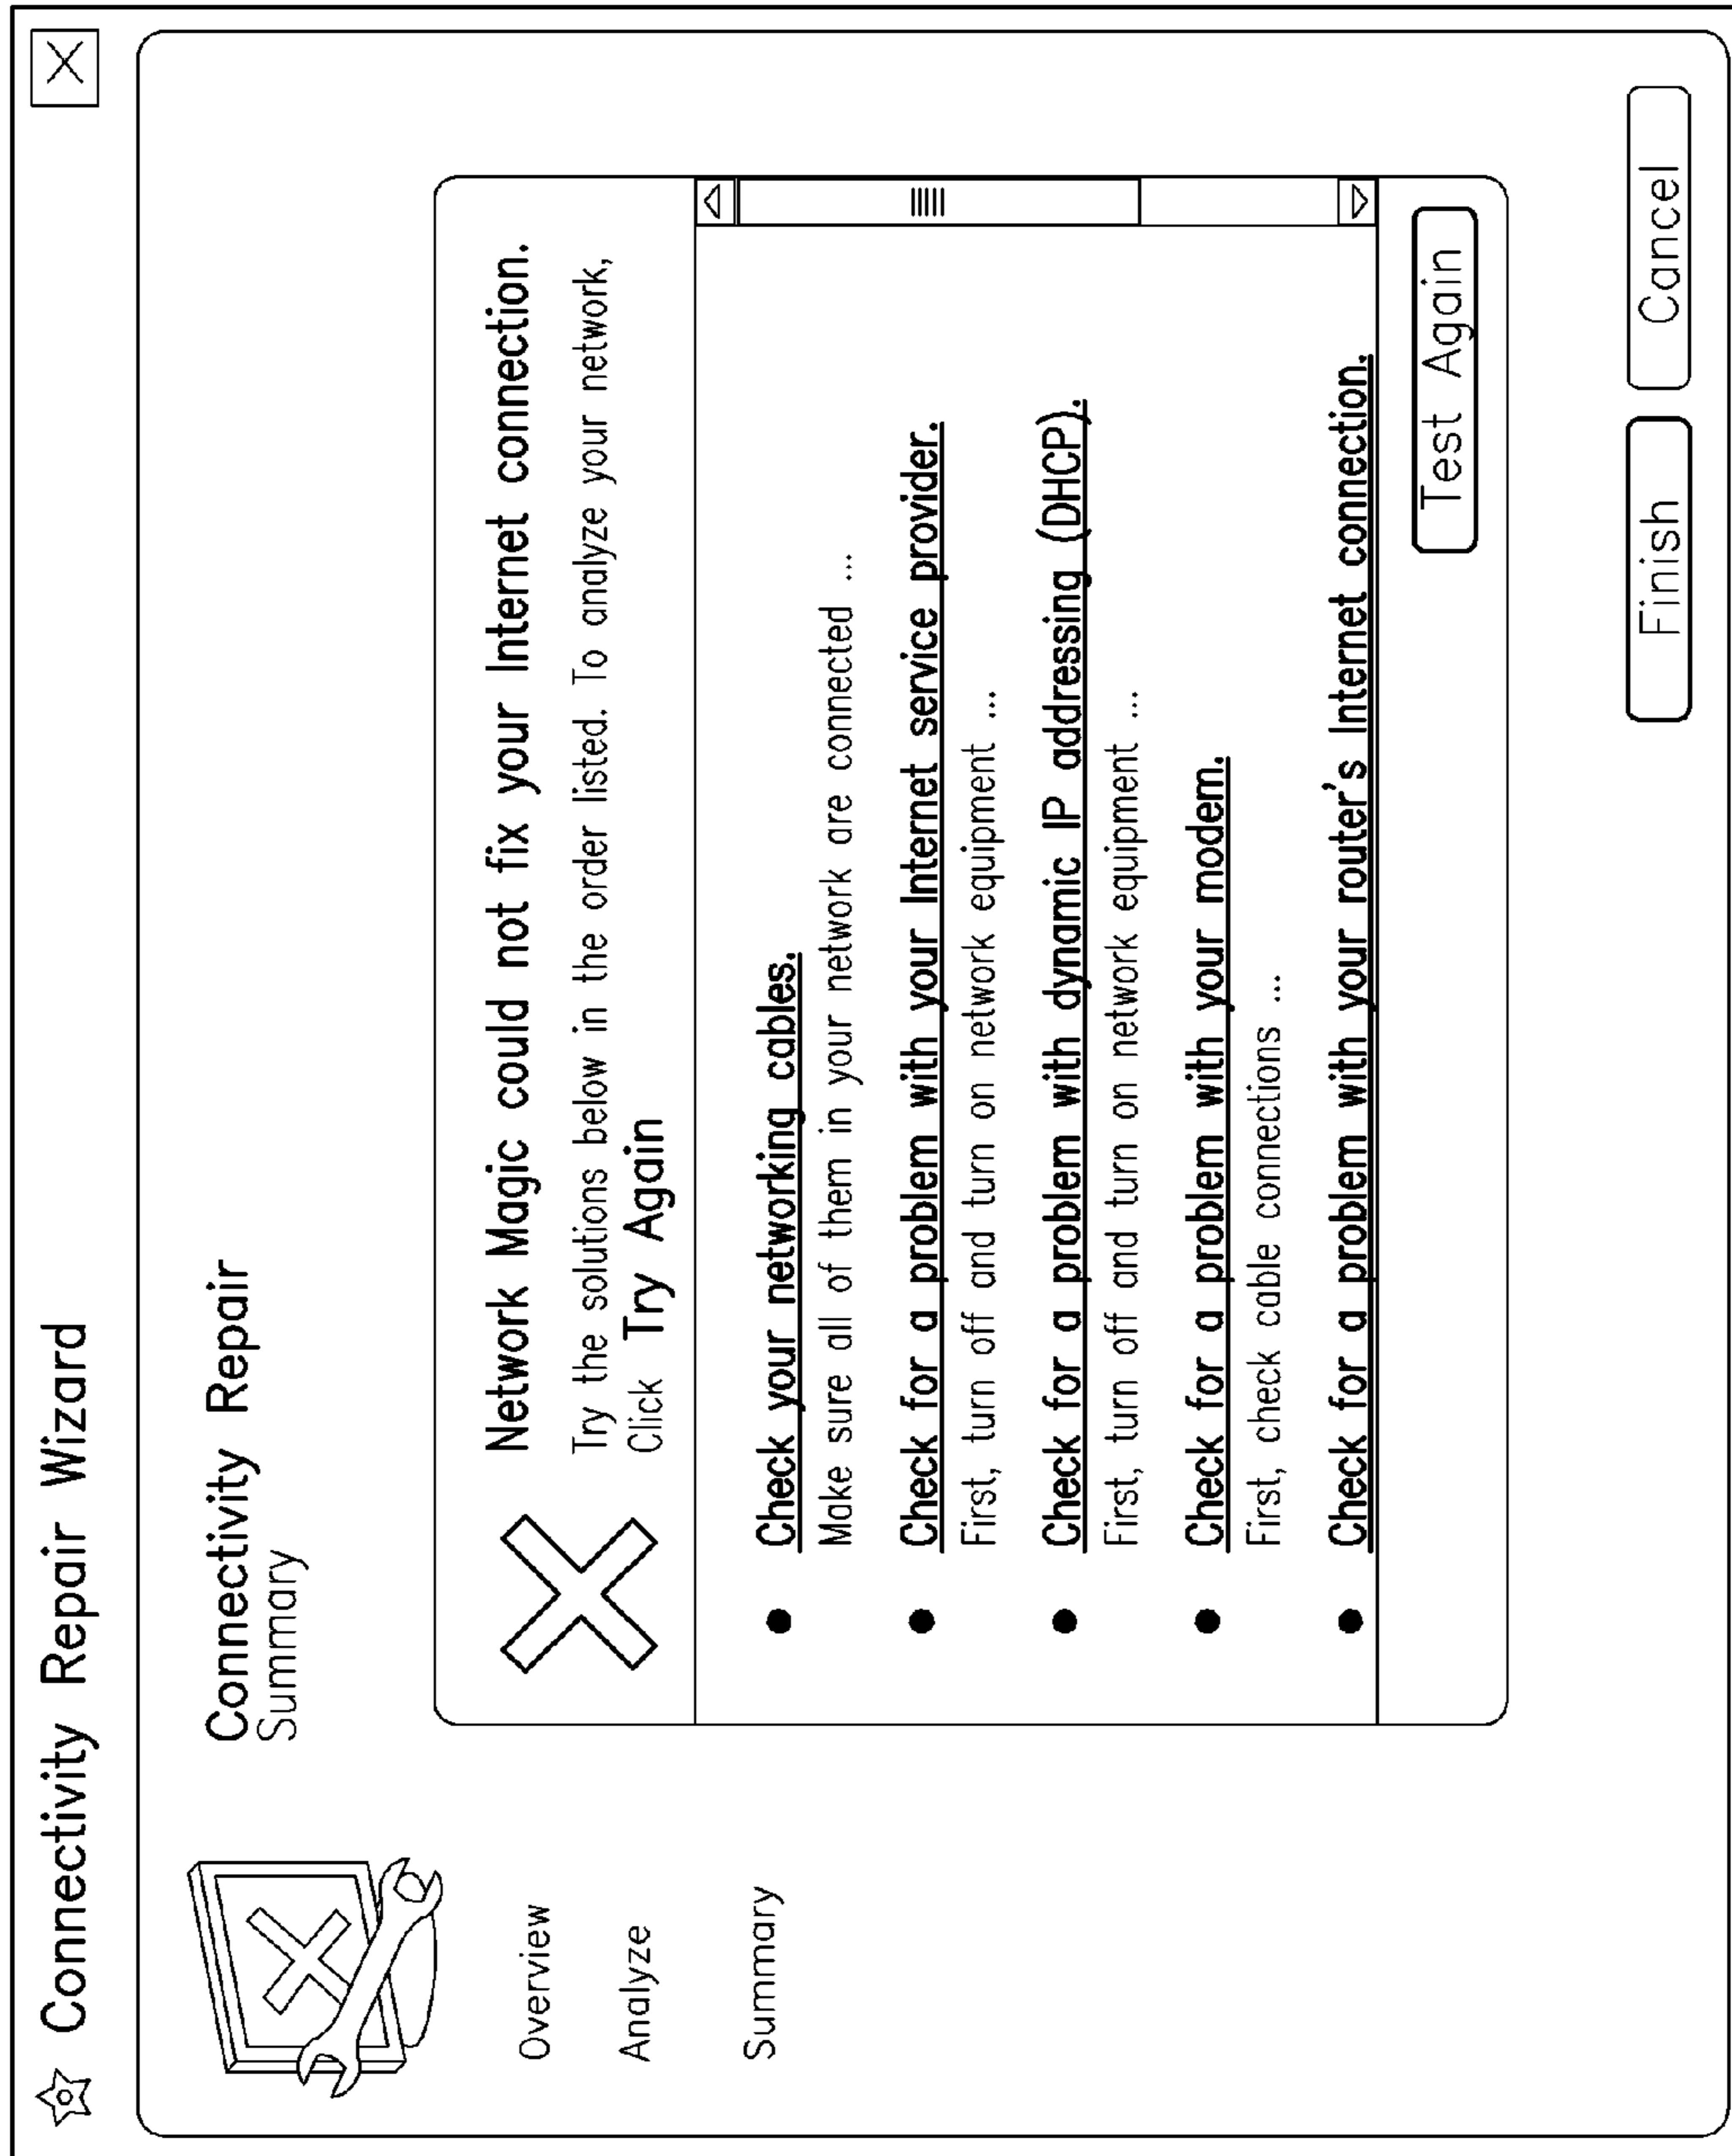 Connectivity Repair Wizard
Connectivity Repair
Summary
Overview
Analyze
Summary
Network Magic could not fix your Internet connection.
Try the solutions below in the order listed. To analyze your network,
Click Try Again
Check your networking cables.
Make sure all of them in your network are connected ...
Check for a problem with your Internet service provider.
First, turn off and turn on network equipment ...
Check for a problem with dynamic IP addressing (DHCP).
First, turn off and turn on network equipment ...
Check for a problem with your modem.
First, check cable connections ...
Check for a problem with your router's Internet connection.
Test Again
Finish
Cancel